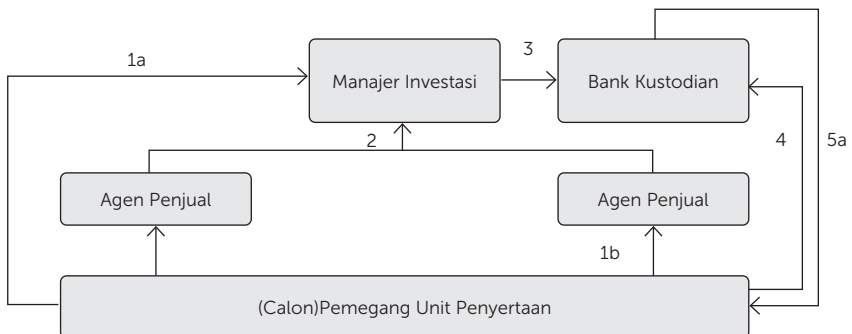 1a
Manajer Investasi
3
Bank Kustodian
2
4
5a
Agen Penjual
Agen Penjual
1b
(Calon)Pemegang Unit Penyertaan